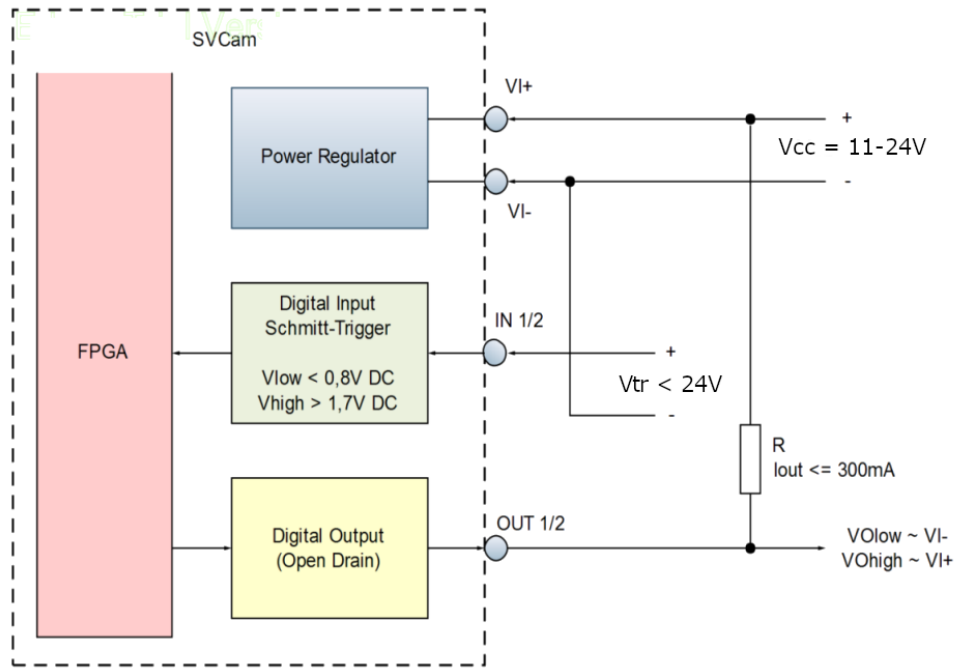 SVCam
VI+
+
Power Regulator
Vcc = 11-24V
-
VI-
Digital Input
Schmitt-Trigger
IN 1/2
FPGA
+
Vlow < 0,8V DC
Vhigh > 1,7V DC
Vtr < 24V
-
R
Iout <= 300mA
OUT 1/2
Digital Output
(Open Drain)
VOlow ~ VI-
VOhigh ~ VI+